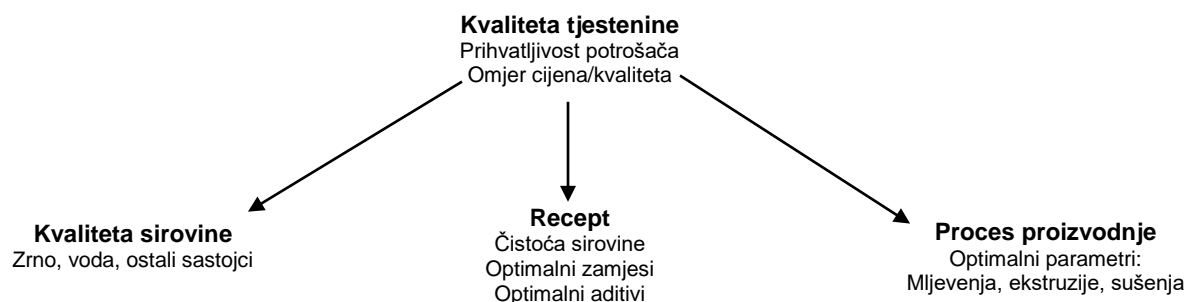 Kvaliteta tjestenine
Prihvatljivost potrošača
Omjer cijena/kvaliteta
Kvaliteta sirovine
Zrno, voda, ostali sastojci
Recept
Čistoća sirovine
Optimalni zamjesi
Optimalni aditivi
Proces proizvodnje
Optimalni parametri:
Mljevenja, ekstruzije, sušenja